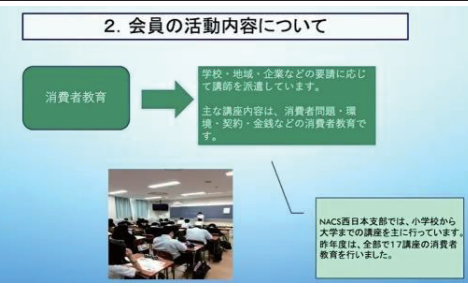 2．会員の活動内容について
消費者教育
学校・地域・企業などの要請に応じ
て講師を派遣しています。
主な講座内容は、消費者問題・環
境・契約・金銭などの消費者教育で
す。
NACS西日本支部では、小学校から
大学までの講座を主に行っています。
昨年度は、全部で17講座の消費者
教育を行いました。